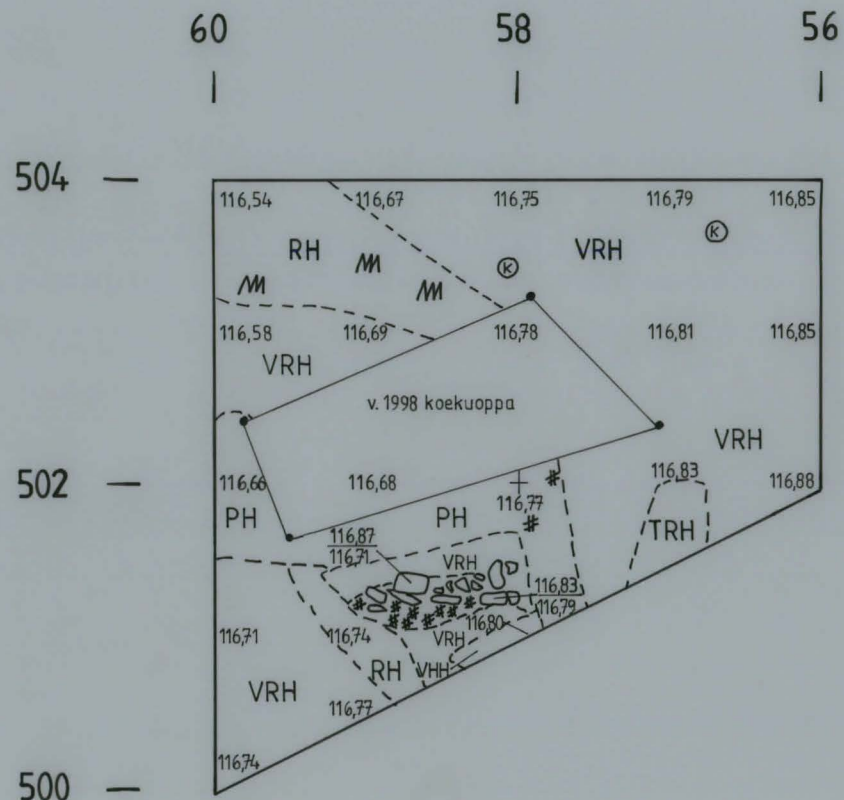 60 58 56
504
116,54 116,67 116,75 116,79 116,85
K
RH VRH
K
116,58 116,69 116,78 116,81 116,85
VRH
v. 1998 koekuoppa
VRH
502
116,66 116,68 116,83 116,88
116,77
PH PH TRH
116,87
116,71
VRH
116,83
116,79
116,80
116,71 116,74
VRH
RH VHH
VRH
116,77
116,74
500